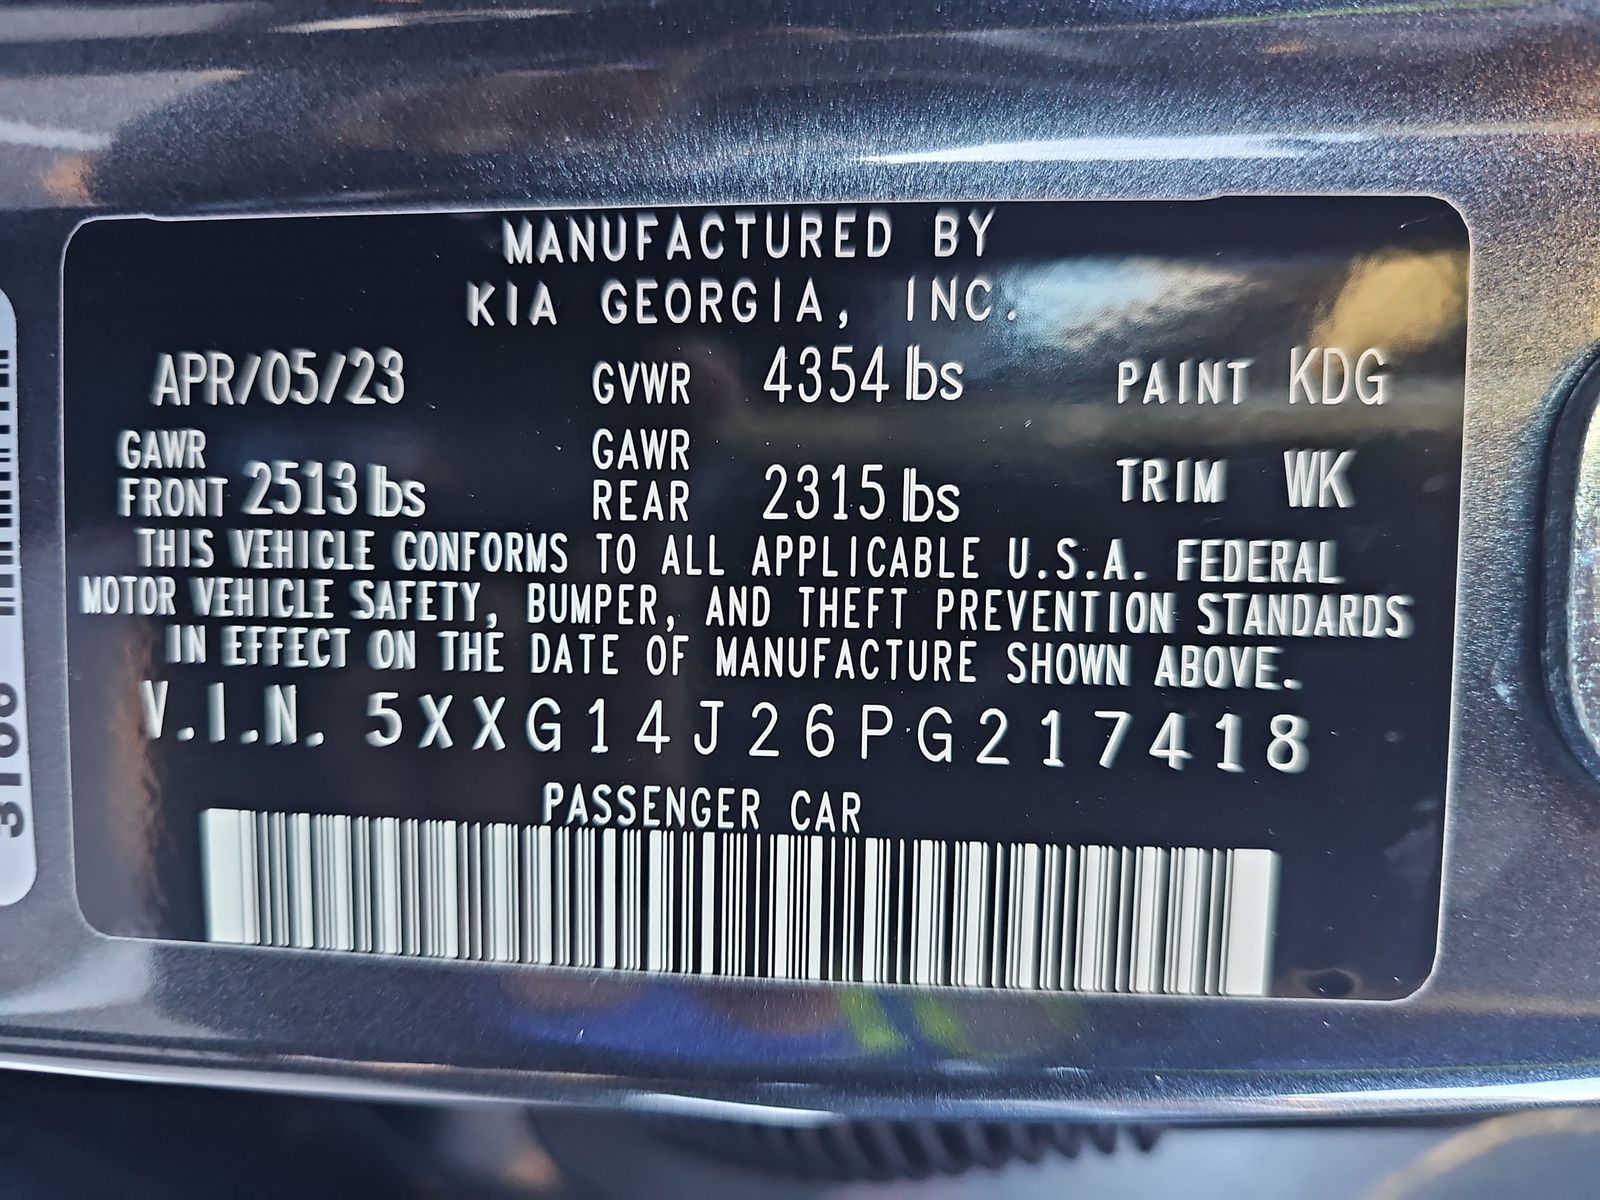 MANUFACTURED BY
KIA GEORGIA, INC.
APR/05/23 GVWR 4354 lbs PAINT KDG
GAWR FRONT 2513 lbs GAWR REAR 2315 lbs TRIM WK
THIS VEHICLE CONFORMS TO ALL APPLICABLE U.S.A. FEDERAL
MOTOR VEHICLE SAFETY, BUMPER, AND THEFT PREVENTION STANDARDS
IN EFFECT ON THE DATE OF MANUFACTURE SHOWN ABOVE.
V.I.N. 5XXG14J26PG217418
PASSENGER CAR